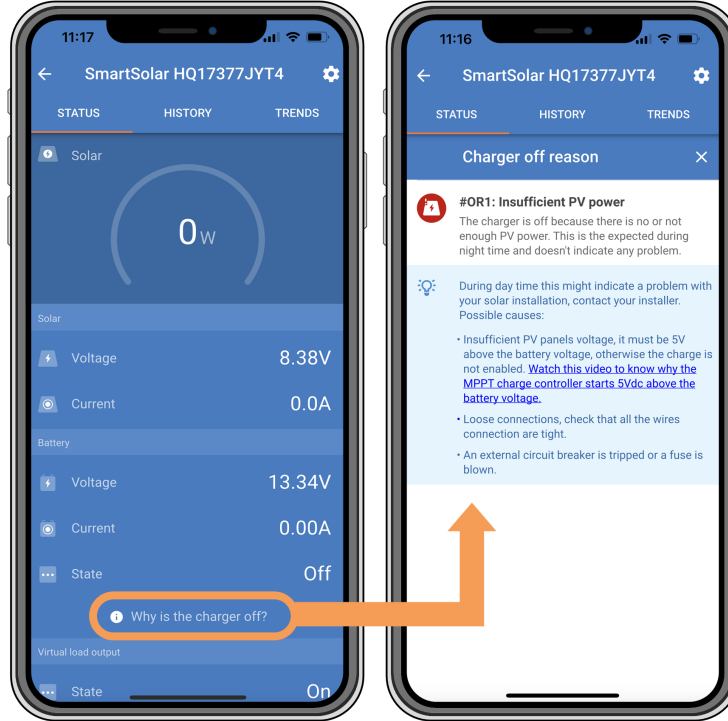 11:17
SmartSolar HQ17377JYT4
STATUS HISTORY TRENDS
Solar
0W
Solar
Voltage 8.38V
Current 0.0A
Battery
Voltage 13.34V
Current 0.00A
State Off
Why is the charger off?
Virtual load output
State On
11:16
SmartSolar HQ17377JYT4
STATUS HISTORY TRENDS
Charger off reason
#OR1: Insufficient PV power
The charger is off because there is no or not
enough PV power. This is the expected during
night time and doesn't indicate any problem.
During day time this might indicate a problem with
your solar installation, contact your installer.
Possible causes:
• Insufficient PV panels voltage, it must be 5V
above the battery voltage, otherwise the charge is
not enabled. Watch this video to know why the
MPPT charge controller starts 5Vdc above the
battery voltage.
• Loose connections, check that all the wires
connection are tight.
• An external circuit breaker is tripped or a fuse is
blown.